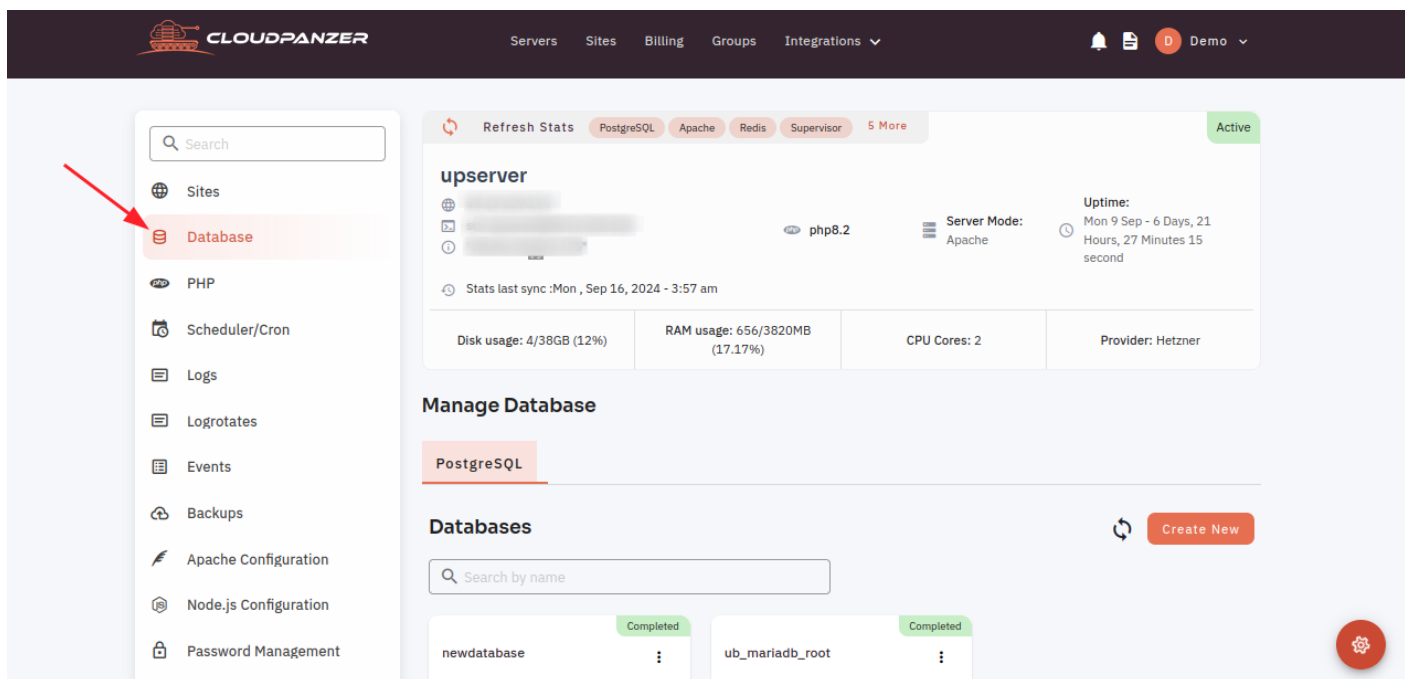 CLOUDPANZER
Servers Sites Billing Groups Integrations
D Demo
Search
Sites
Database
PHP
Scheduler/Cron
Logs
Logrotates
Events
Backups
Apache Configuration
Node.js Configuration
Password Management
Refresh Stats PostgreSQL Apache Redis Supervisor 5 More
Active
upserver
php php8.2
Server Mode:
Apache
Uptime:
Mon 9 Sep - 6 Days, 21
Hours, 27 Minutes 15
second
Stats last sync :Mon , Sep 16, 2024 - 3:57 am
Disk usage: 4/38GB (12%)
RAM usage: 656/3820MB
(17.17%)
CPU Cores: 2
Provider: Hetzner
Manage Database
PostgreSQL
Databases
Create New
Search by name
Completed
newdatabase
Completed
ub_mariadb_root